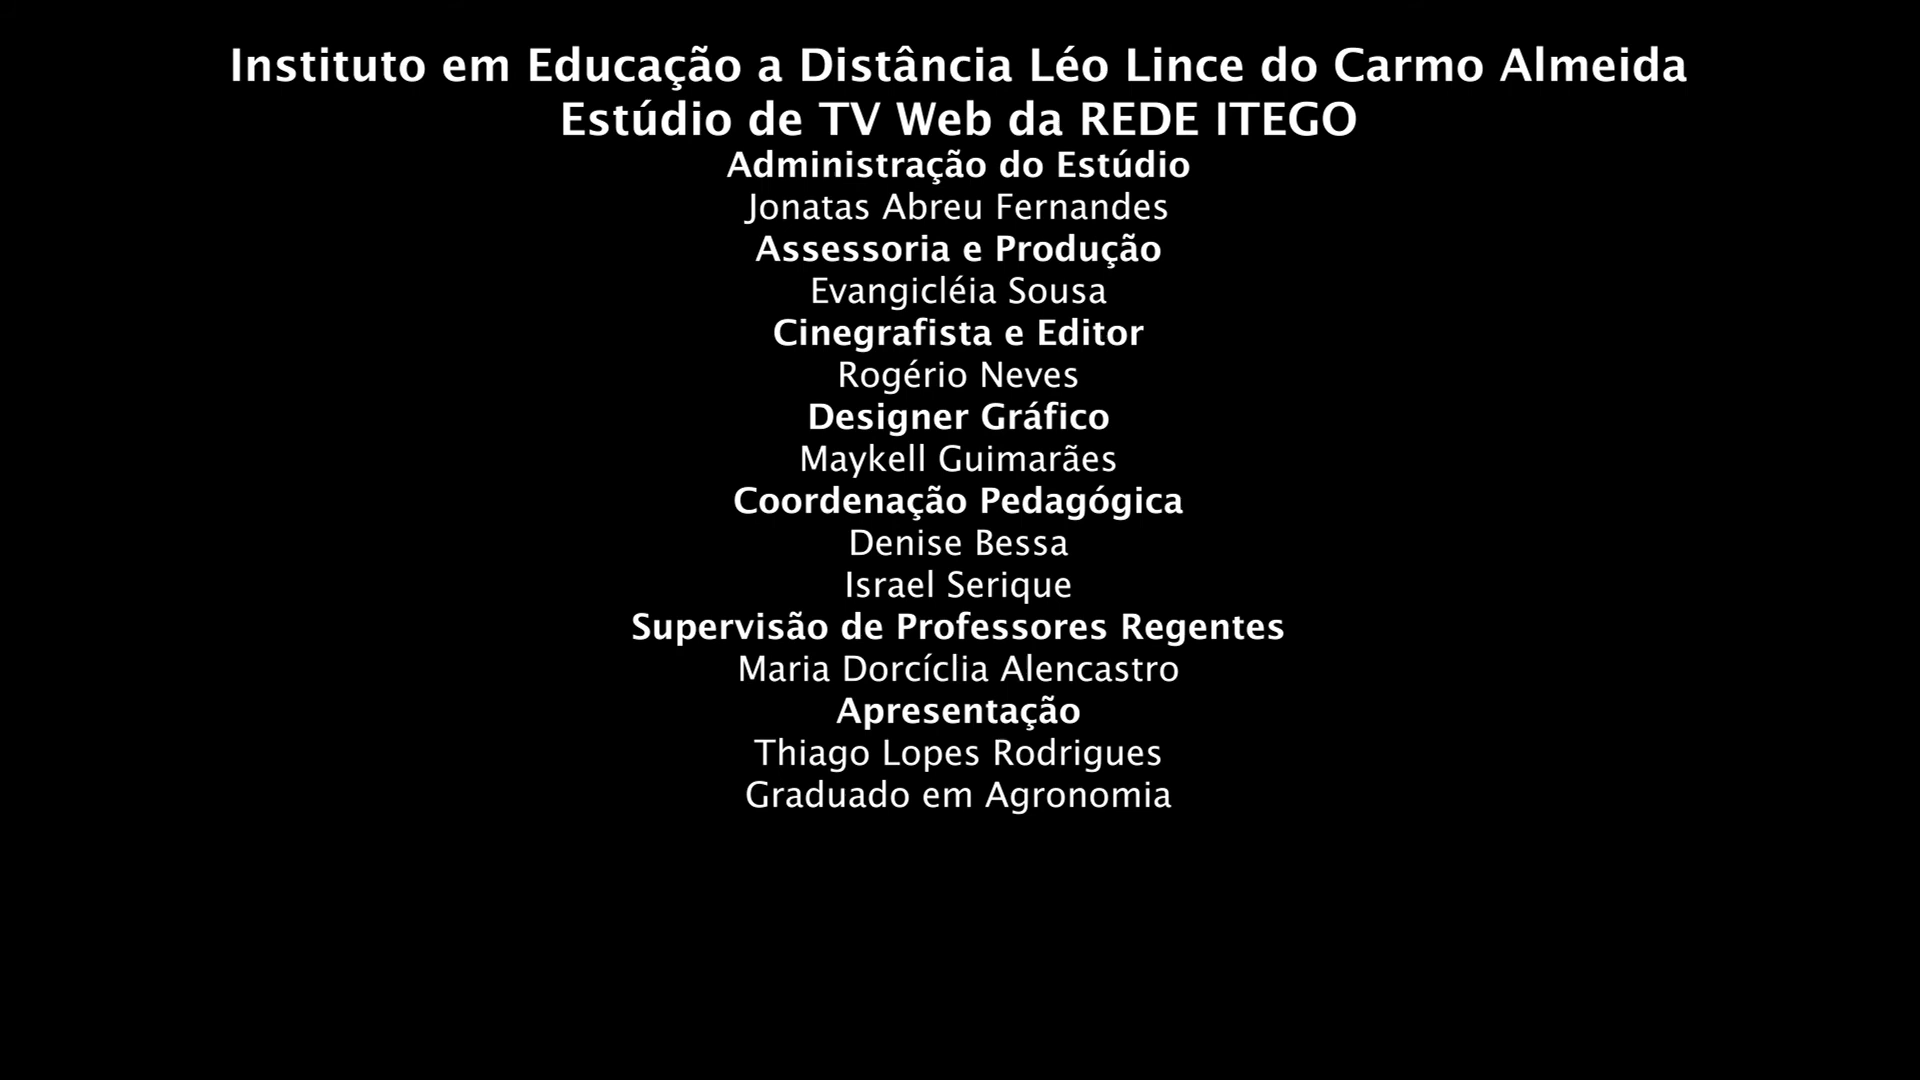 Instituto em Educação a Distância Léo Lince do Carmo Almeida
Estúdio de TV Web da REDE ITEGO
Administração do Estúdio
Jonatas Abreu Fernandes
Assessoria e Produção
Evangicléia Sousa
Cinegrafista e Editor
Rogério Neves
Designer Gráfico
Maykell Guimarães
Coordenação Pedagógica
Denise Bessa
Israel Serique
Supervisão de Professores Regentes
Maria Dorcíclia Alencastro
Apresentação
Thiago Lopes Rodrigues
Graduado em Agronomia